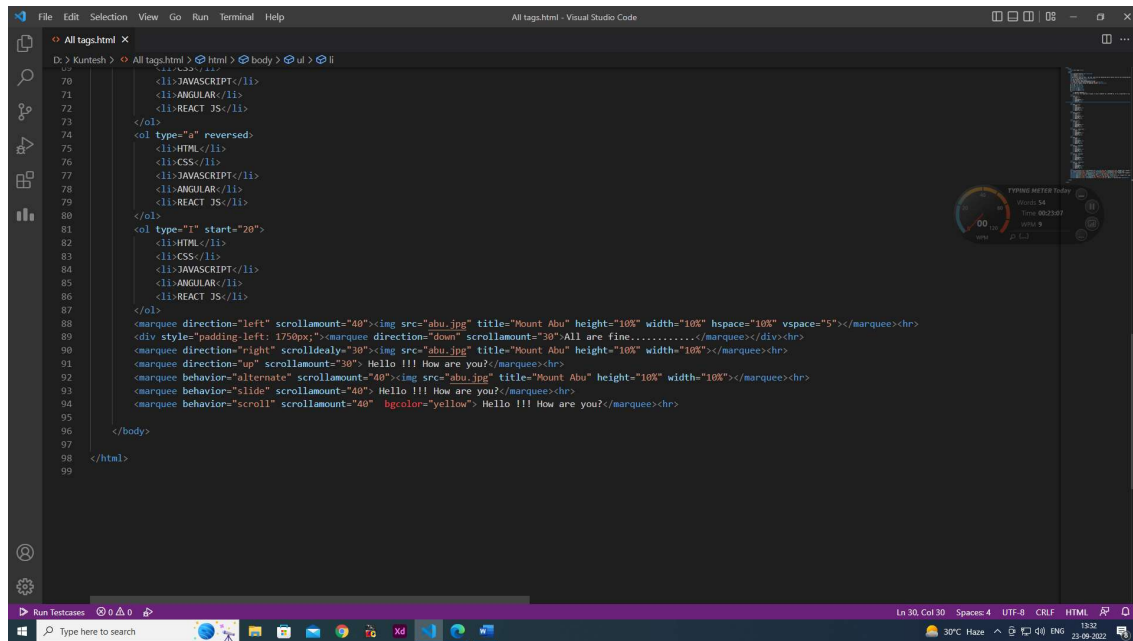 File Edit Selection View Go Run Terminal Help All tags.html - Visual Studio Code
All tags.html
D: > Kuntesh > All tags.html > html > body > ul > li
70 <li>JAVASCRIPT</li>
71 <li>ANGULAR</li>
72 <li>REACT JS</li>
73 </ol>
74 <ol type="a" reversed>
75 <li>HTML</li>
76 <li>CSS</li>
77 <li>JAVASCRIPT</li>
78 <li>ANGULAR</li>
79 <li>REACT JS</li>
80 </ol>
81 <ol type="I" start="20">
82 <li>HTML</li>
83 <li>CSS</li>
84 <li>JAVASCRIPT</li>
85 <li>ANGULAR</li>
86 <li>REACT JS</li>
87 </ol>
88 <marquee direction="left" scrollamount="40"><img src="abu.jpg" title="Mount Abu" height="10%" width="10%" hspace="10%" vspace="5"></marquee><hr>
89 <div style="padding-left: 1750px;"><marquee direction="down" scrollamount="30">All are fine............</marquee></div><hr>
90 <marquee direction="right" scrolldealy="30"><img src="abu.jpg" title="Mount Abu" height="10%" width="10%"></marquee><hr>
91 <marquee direction="up" scrollamount="30"> Hello !!! How are you?</marquee><hr>
92 <marquee behavior="alternate" scrollamount="40"><img src="abu.jpg" title="Mount Abu" height="10%" width="10%"></marquee><hr>
93 <marquee behavior="slide" scrollamount="40"> Hello !!! How are you?</marquee><hr>
94 <marquee behavior="scroll" scrollamount="40"  bgcolor="yellow"> Hello !!! How are you?</marquee><hr>
95
96 </body>
97
98 </html>
99
TYPING METER Today
Words 54
Time 00:23:07
00 WPM 9
WPM
Run Testcases 0 0 Ln 30, Col 30 Spaces: 4 UTF-8 CRLF HTML
Type here to search Xd 30°C Haze ENG 13:32
23-09-2022